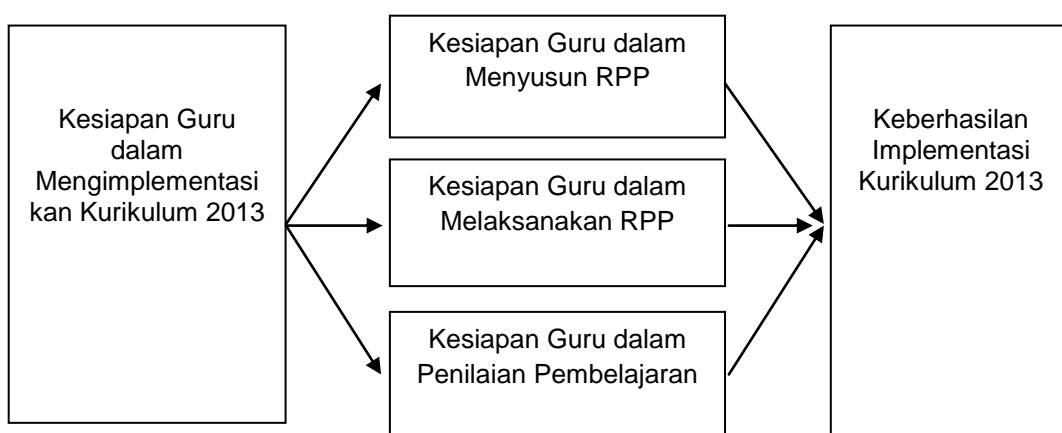 Kesiapan Guru
dalam
Mengimplementasi
kan Kurikulum 2013
Kesiapan Guru dalam
Menyusun RPP
Kesiapan Guru dalam
Melaksanakan RPP
Kesiapan Guru dalam
Penilaian Pembelajaran
Keberhasilan
Implementasi
Kurikulum 2013